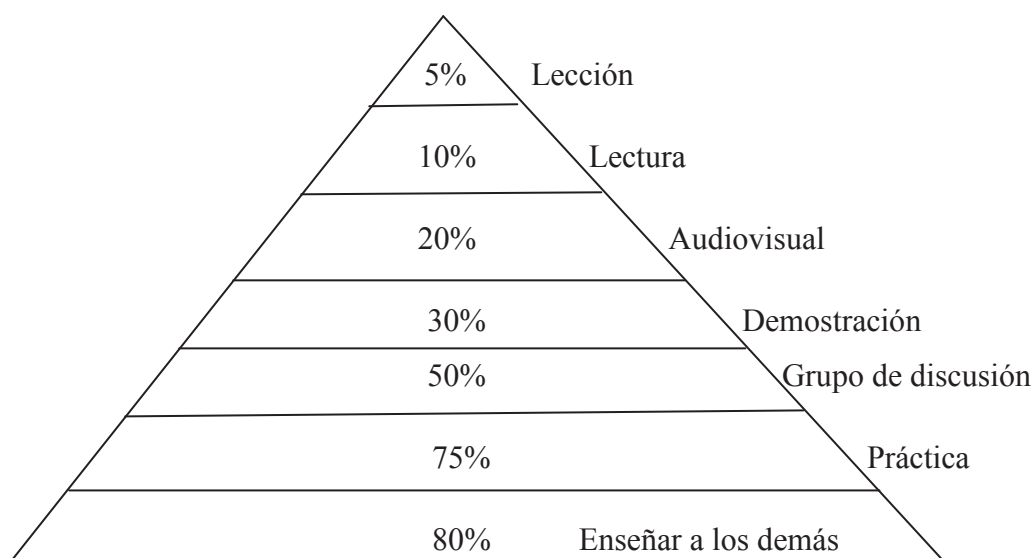 5% Lección
10% Lectura
20% Audiovisual
30% Demostración
50% Grupo de discusión
75% Práctica
80% Enseñar a los demás